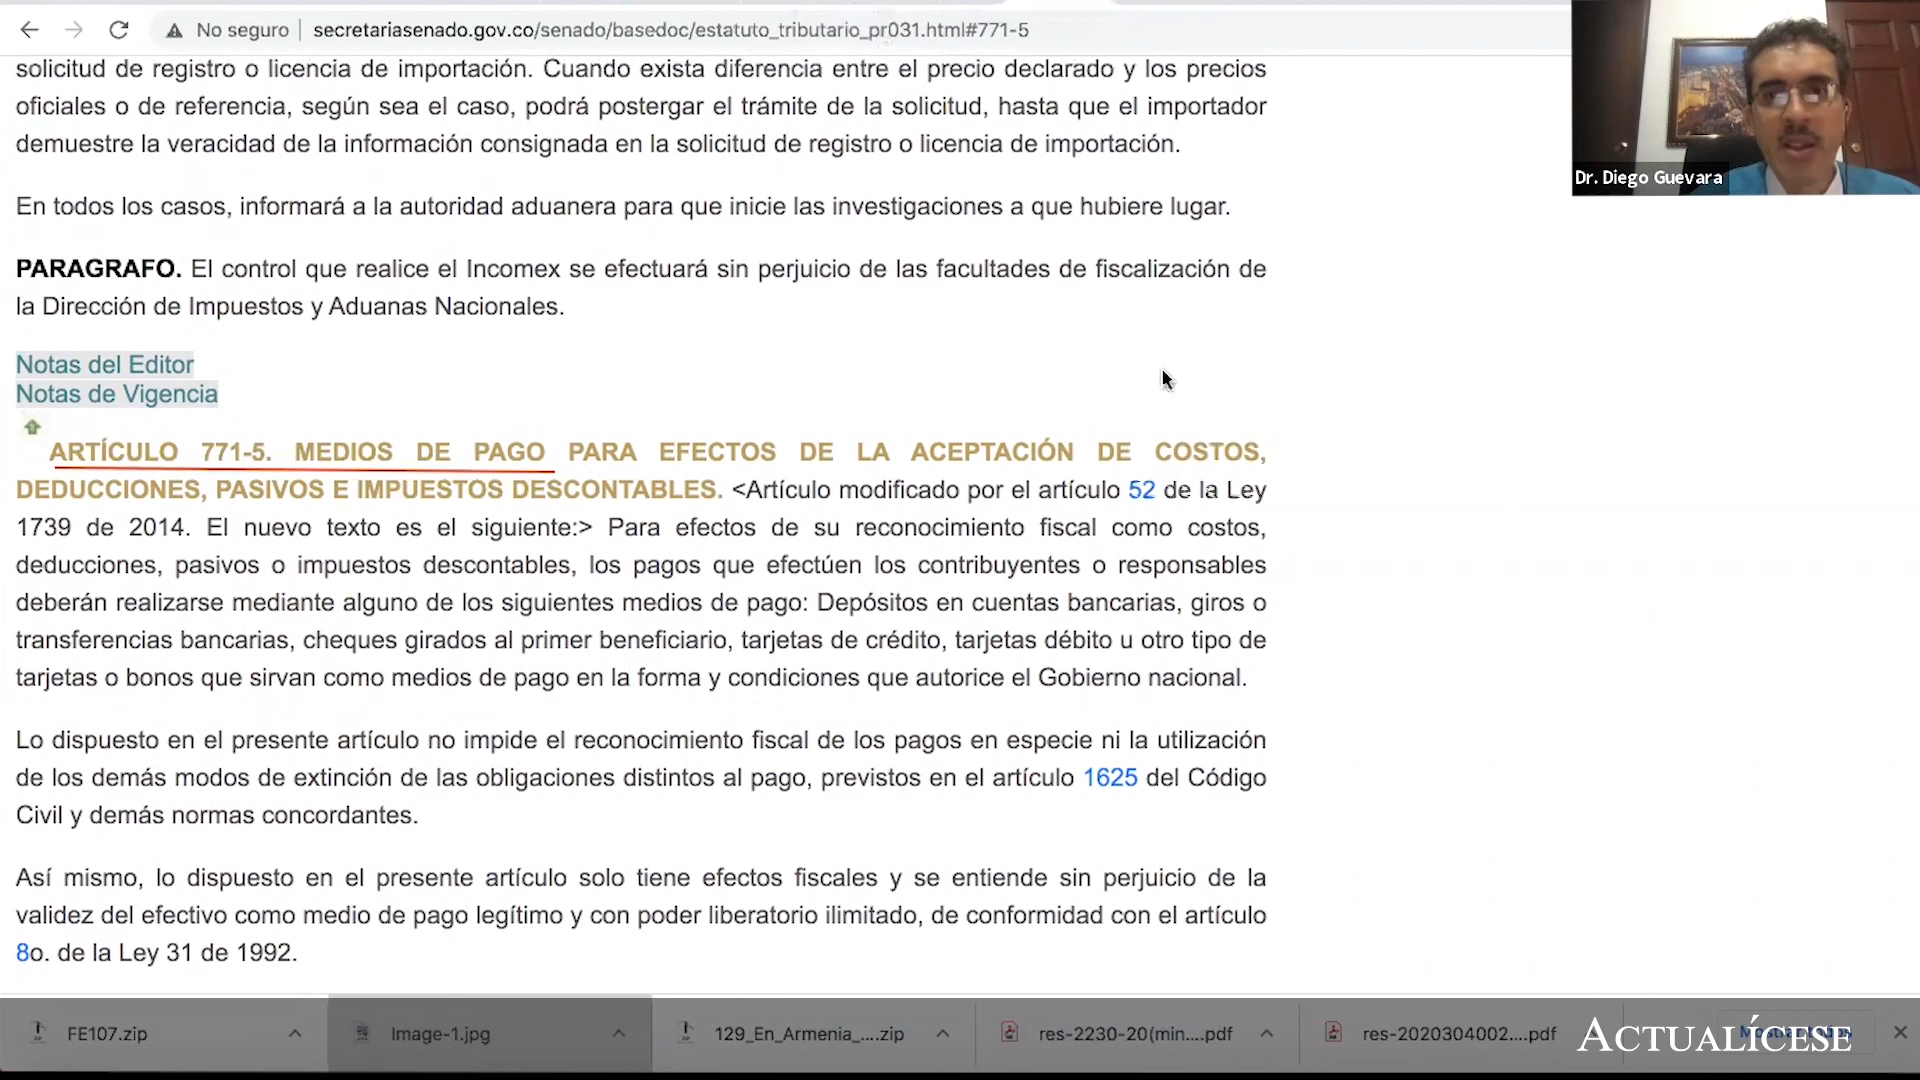 No seguro secretariasenado.gov.co/senado/basedoc/estatuto_tributario_pr031.html#771-5
solicitud de registro o licencia de importación. Cuando exista diferencia entre el precio declarado y los precios
oficiales o de referencia, según sea el caso, podrá postergar el trámite de la solicitud, hasta que el importador
demuestre la veracidad de la información consignada en la solicitud de registro o licencia de importación.
Dr. Diego Guevara
En todos los casos, informará a la autoridad aduanera para que inicie las investigaciones a que hubiere lugar.
PARAGRAFO. El control que realice el Incomex se efectuará sin perjuicio de las facultades de fiscalización de
la Dirección de Impuestos y Aduanas Nacionales.
Notas del Editor
Notas de Vigencia
ARTÍCULO 771-5. MEDIOS DE PAGO PARA EFECTOS DE LA ACEPTACIÓN DE COSTOS,
DEDUCCIONES, PASIVOS E IMPUESTOS DESCONTABLES. <Artículo modificado por el artículo 52 de la Ley
1739 de 2014. El nuevo texto es el siguiente:> Para efectos de su reconocimiento fiscal como costos,
deducciones, pasivos o impuestos descontables, los pagos que efectúen los contribuyentes o responsables
deberán realizarse mediante alguno de los siguientes medios de pago: Depósitos en cuentas bancarias, giros o
transferencias bancarias, cheques girados al primer beneficiario, tarjetas de crédito, tarjetas débito u otro tipo de
tarjetas o bonos que sirvan como medios de pago en la forma y condiciones que autorice el Gobierno nacional.
Lo dispuesto en el presente artículo no impide el reconocimiento fiscal de los pagos en especie ni la utilización
de los demás modos de extinción de las obligaciones distintos al pago, previstos en el artículo 1625 del Código
Civil y demás normas concordantes.
Así mismo, lo dispuesto en el presente artículo solo tiene efectos fiscales y se entiende sin perjuicio de la
validez del efectivo como medio de pago legítimo y con poder liberatorio ilimitado, de conformidad con el artículo
8o. de la Ley 31 de 1992.
FE107.zip Image-1.jpg 129_En_Armenia_....zip res-2230-20(min....pdf res-2020304002....pdf ACTUALÍCESE